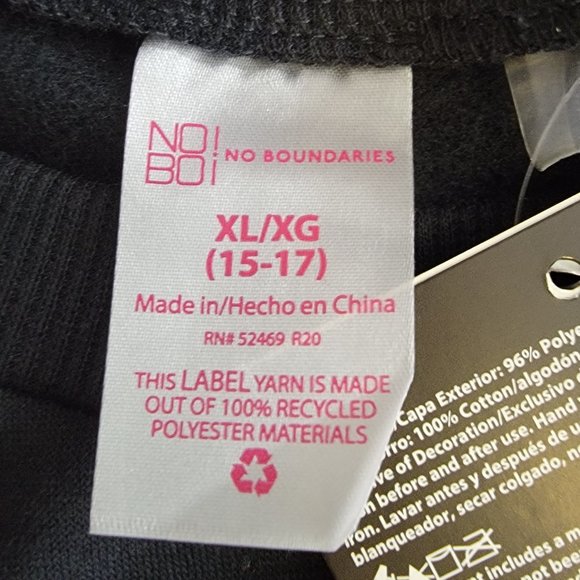 NO!
BO!
NO BOUNDARIES
XL/XG
(15-17)
Made in/Hecho en China
RN# 52469 R20
THIS LABEL YARN IS MADE
OUT OF 100% RECYCLED
POLYESTER MATERIALS
/Capa Exterior: 96%
100% Cotton/algodón
of Decoration/Exclusivo
before and after use. Hand
Lavar antes y después de
blanqueador, secar colgado,
includes a